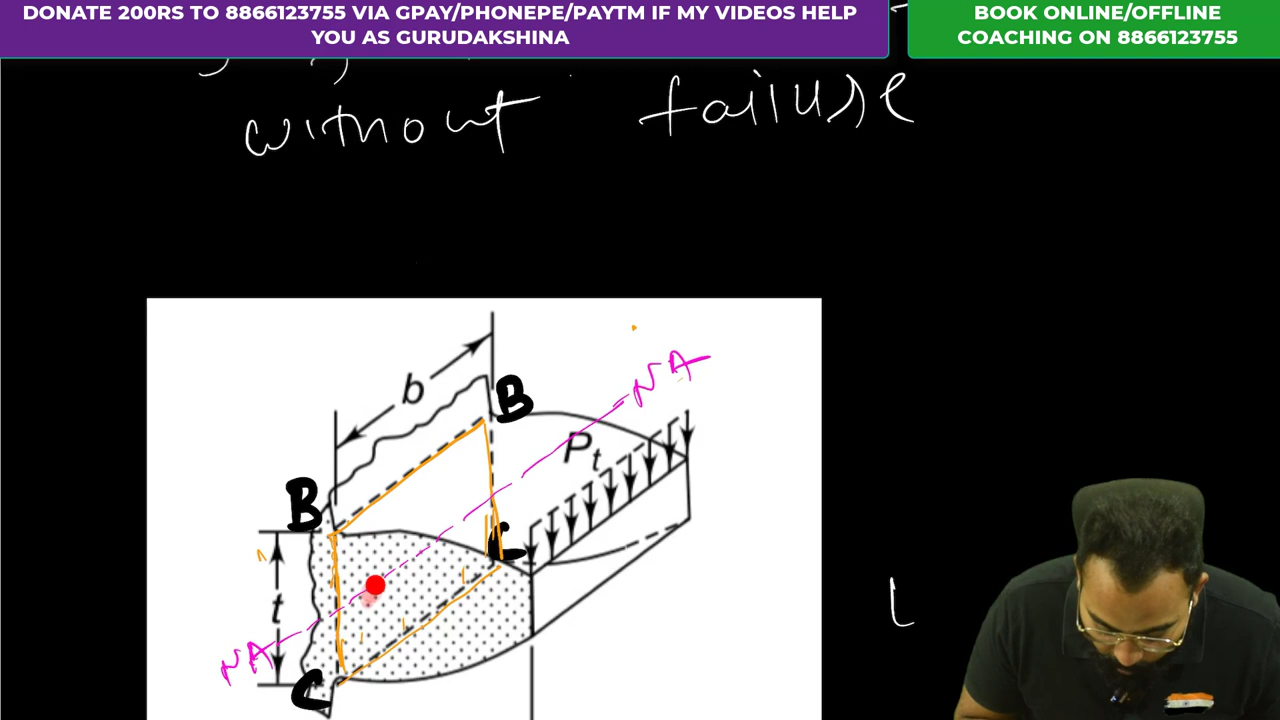 DONATE 200RS TO 8866123755 VIA GPAY/PHONEPE/PAYTM IF MY VIDEOS HELP
YOU AS GURUDAKSHINA
BOOK ONLINE/OFFLINE
COACHING ON 8866123755
without failure
b
B
NA
Pt
B
C
t
NA
C